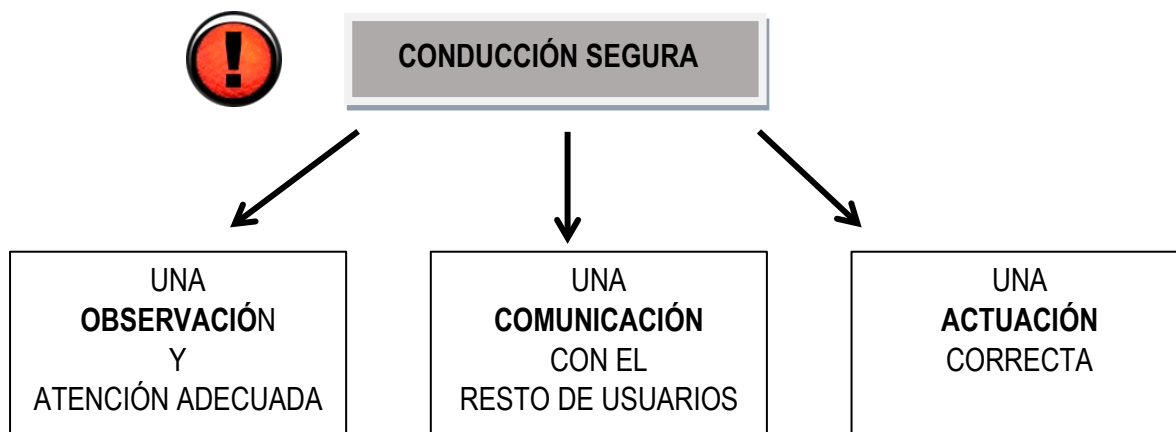 CONDUCCIÓN SEGURA
UNA
OBSERVACIÓN
Y
ATENCIÓN ADECUADA
UNA
COMUNICACIÓN
CON EL
RESTO DE USUARIOS
UNA
ACTUACIÓN
CORRECTA